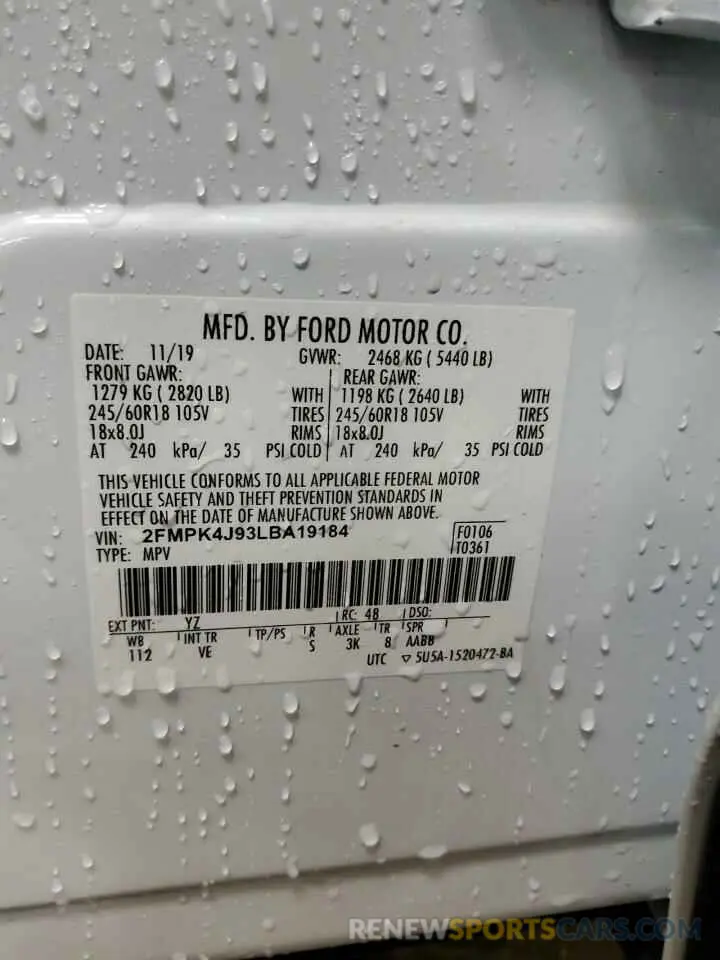 MFD. BY FORD MOTOR CO.
DATE: 11/19 GVWR: 2468 KG ( 5440 LB)
FRONT GAWR: REAR GAWR:
1279 KG ( 2820 LB) WITH 1198 KG ( 2640 LB) WITH
245/60R18 105V TIRES 245/60R18 105V TIRES
18x8.0J RIMS 18x8.0J RIMS
AT 240 kPa/ 35 PSI COLD AT 240 kPa/ 35 PSI COLD
THIS VEHICLE CONFORMS TO ALL APPLICABLE FEDERAL MOTOR
VEHICLE SAFETY AND THEFT PREVENTION STANDARDS IN
EFFECT ON THE DATE OF MANUFACTURE SHOWN ABOVE.
VIN: 2FMPK4J93LBA19184 F0106
TYPE: MPV T0361
EXT PNT: YZ RC: 48 DSO:
WB INT TR TP/PS R AXLE TR SPR
112 VE S 3K 8 AABB
UTC ▽ 5U5A-1520472-BA
RENEWSPORTSCARS.COM